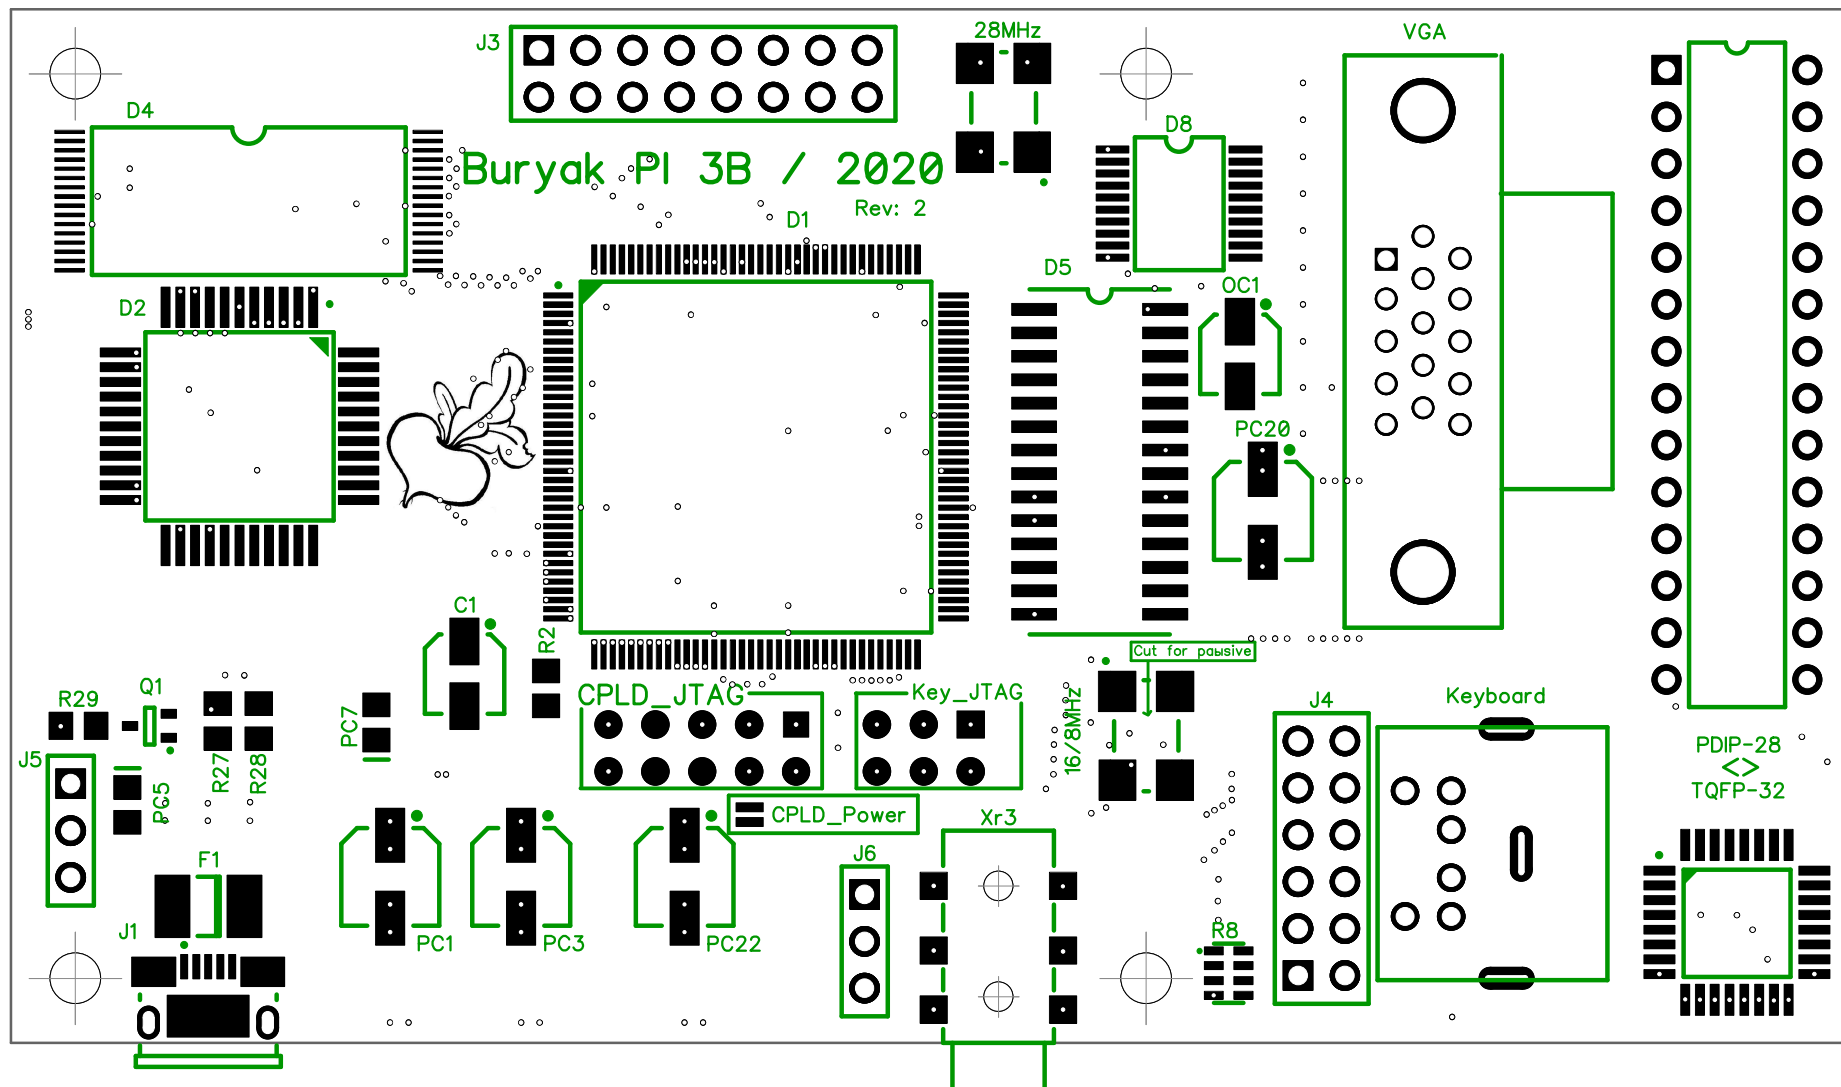 J3
28MHz
VGA
D4
D8
Buryak PI 3B / 2020
Rev: 2
D1
D5
D2
OC1
PC20
C1
R2
Cut for pawsive
R29
Q1
PC7
CPLD_JTAG
Key_JTAG
16/8MHz
J4
Keyboard
J5
R27
R28
PC5
PDIP-28
<>
TQFP-32
CPLD_Power
Xr3
F1
J6
J1
PC1
PC3
PC22
R8